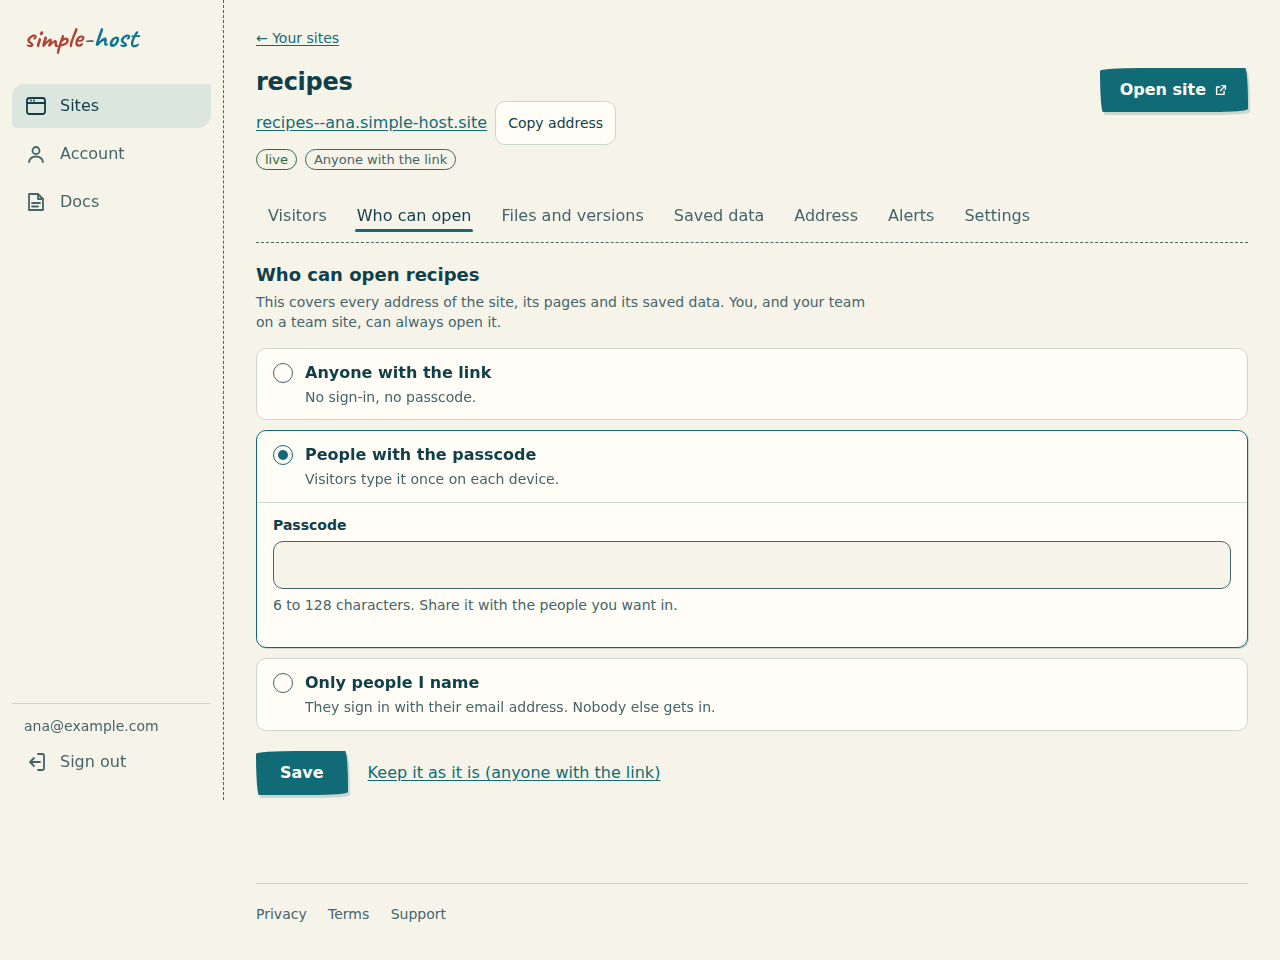 simple-host
Sites
Account
Docs
ana@example.com
Sign out
← Your sites
recipes
Open site
recipes--ana.simple-host.site
Copy address
live
Anyone with the link
Visitors
Who can open
Files and versions
Saved data
Address
Alerts
Settings
Who can open recipes
This covers every address of the site, its pages and its saved data. You, and your team
on a team site, can always open it.
Anyone with the link
No sign-in, no passcode.
People with the passcode
Visitors type it once on each device.
Passcode
6 to 128 characters. Share it with the people you want in.
Only people I name
They sign in with their email address. Nobody else gets in.
Save
Keep it as it is (anyone with the link)
Privacy
Terms
Support